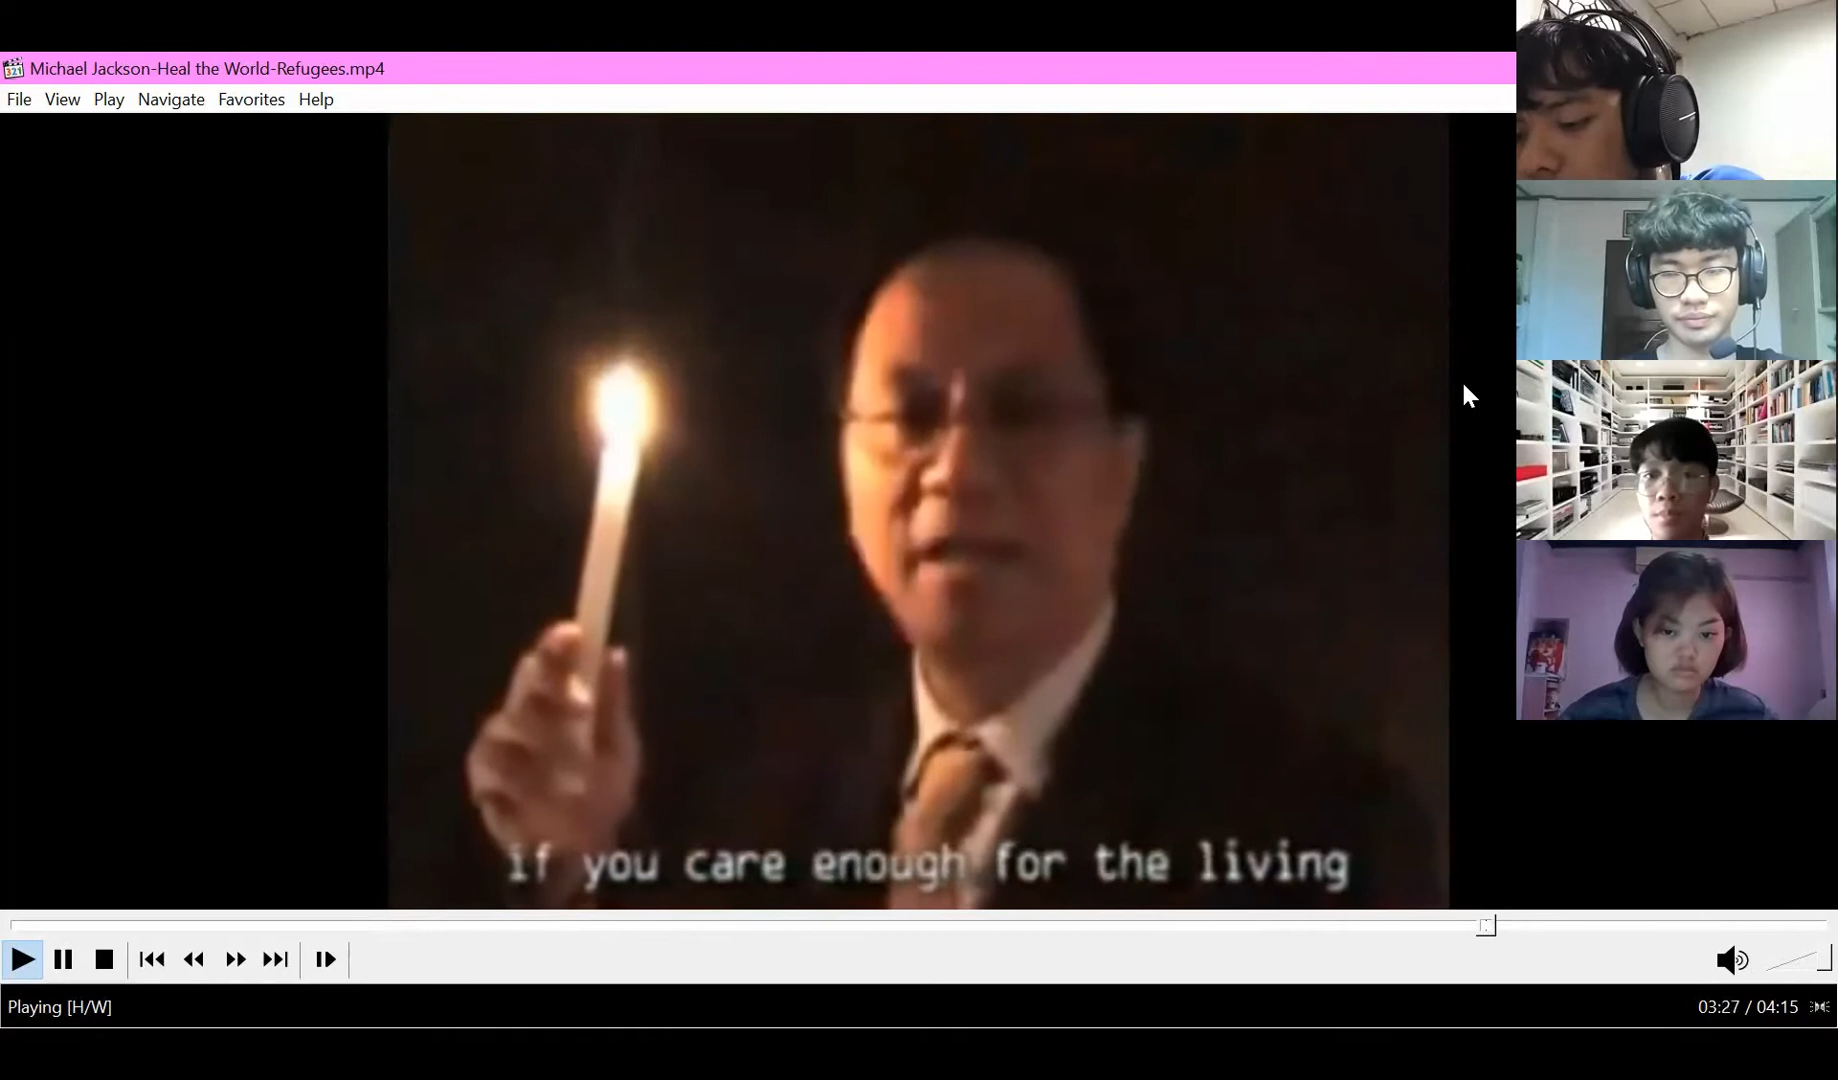 Michael Jackson-Heal the World-Refugees.mp4
File View Play Navigate Favorites Help
if you care enough for the living
Playing [H/W]
03:27 / 04:15